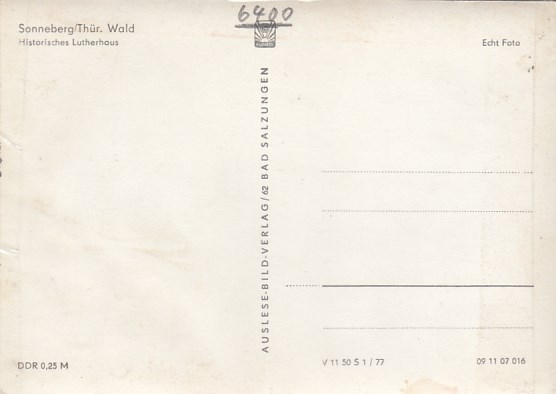 6400
Sonneberg/Thür. Wald
Historisches Lutherhaus
Echt Foto
AUSLESE-BILD-VERLAG/62 BAD SALZUNGEN
DDR 0,25 M
V 11 50 S 1 / 77
09 11 07 016